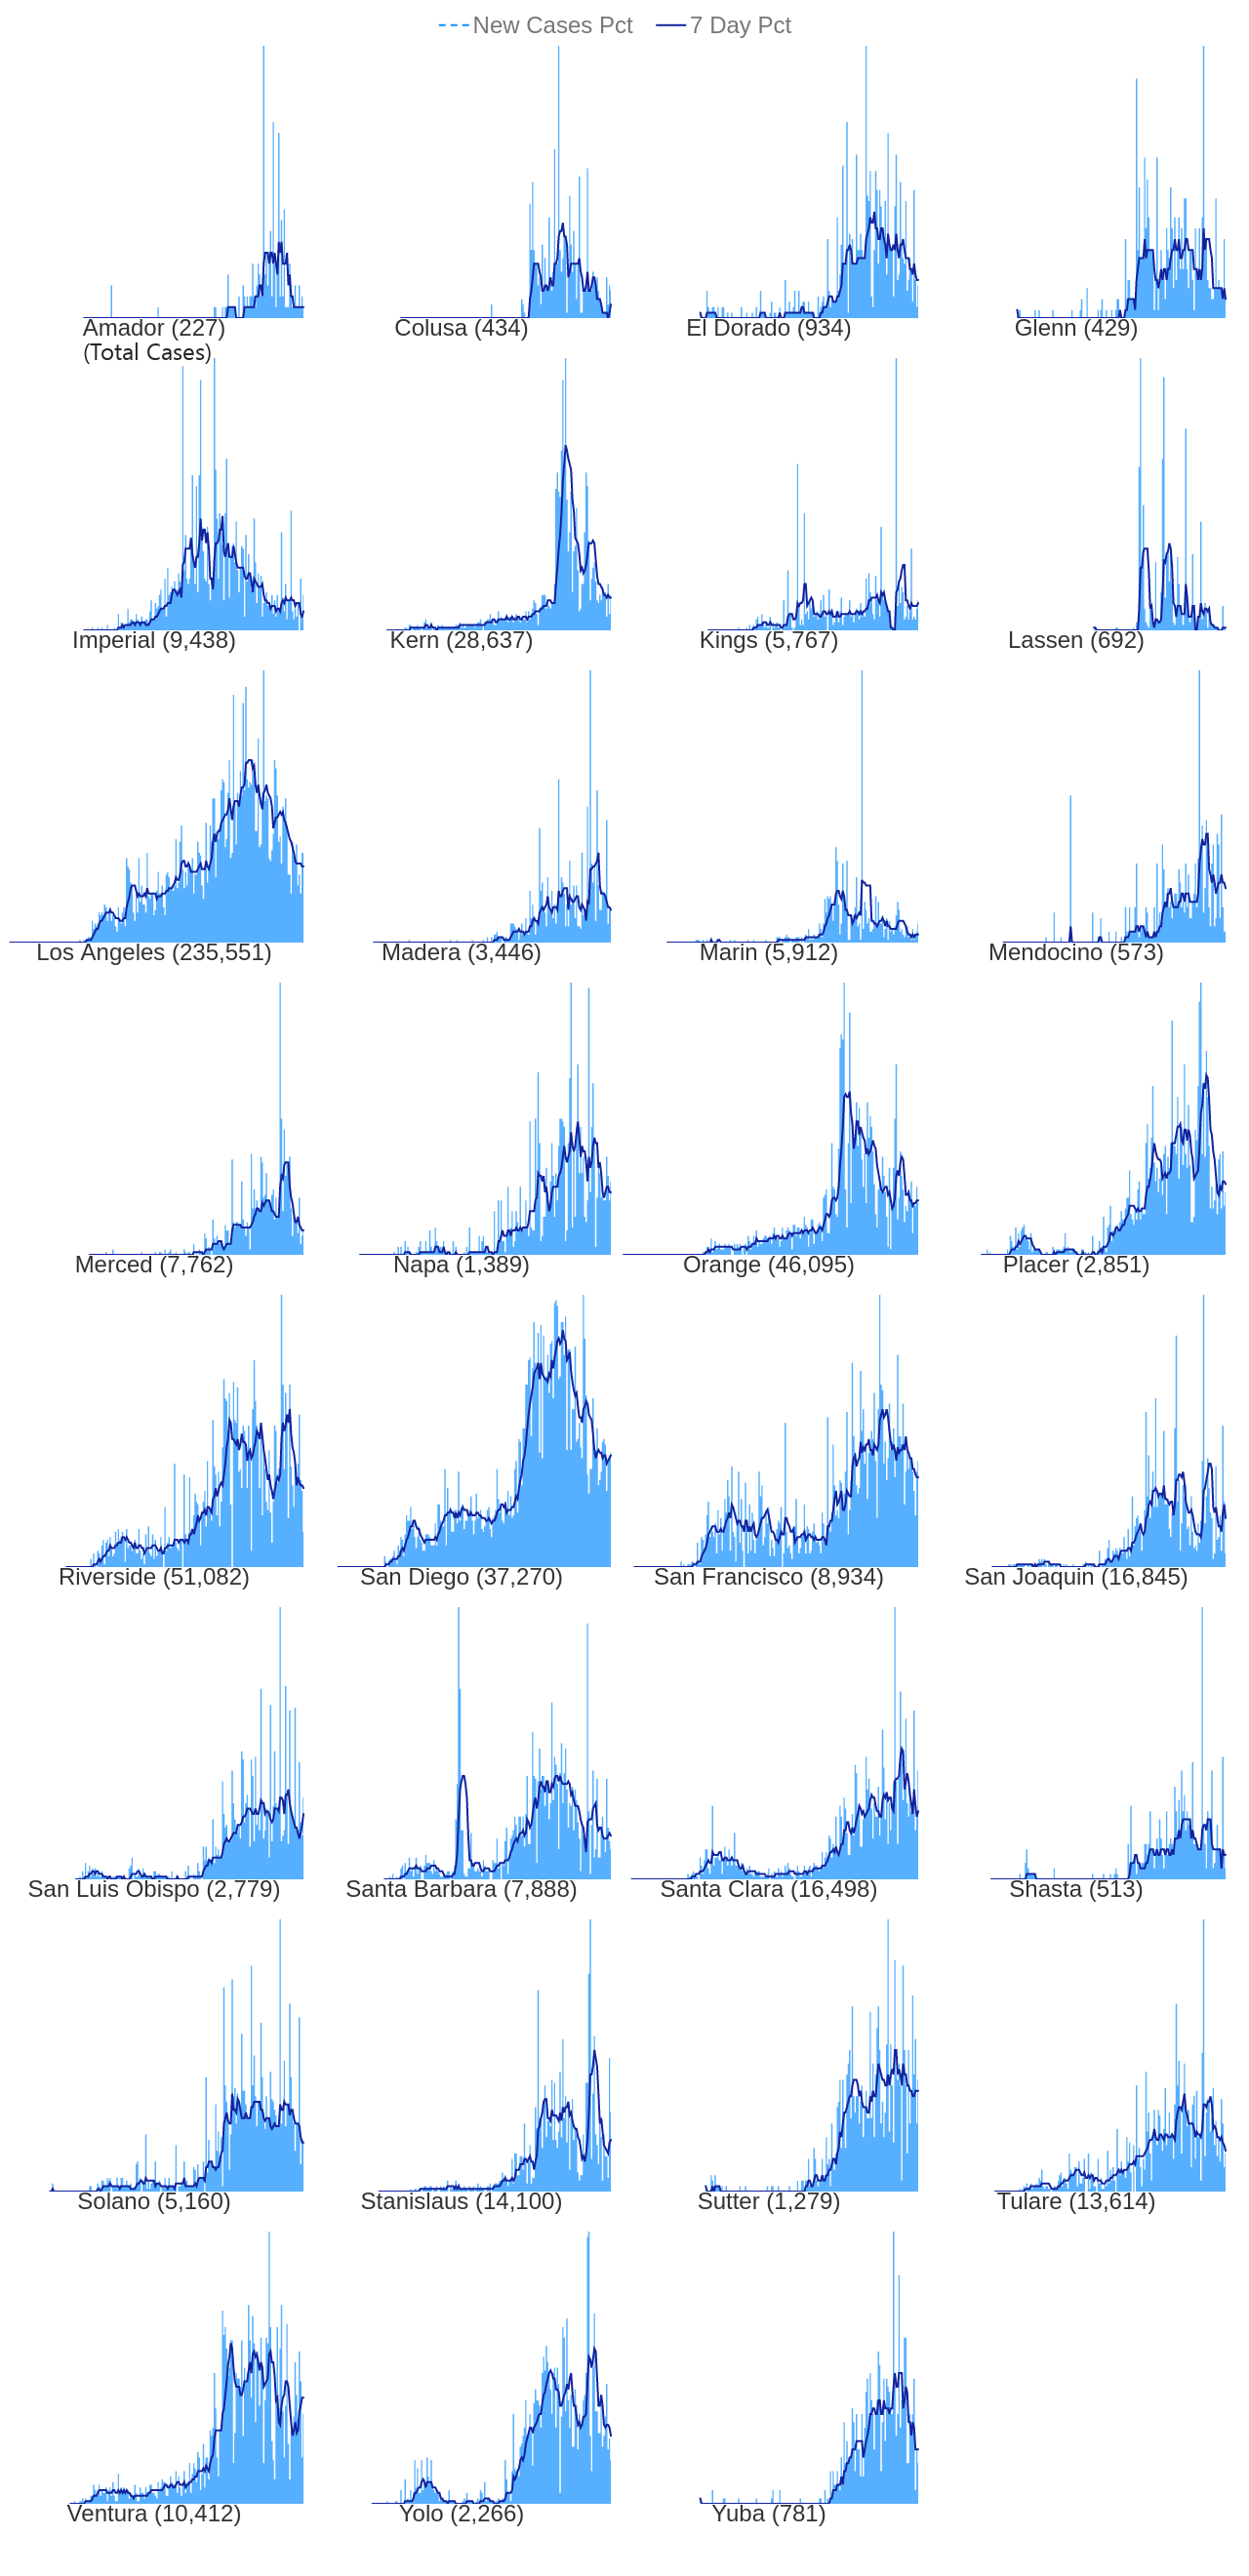 New Cases Pct 7 Day Pct
Amador (227) Colusa (434) El Dorado (934) Glenn (429)
(Total Cases)
Imperial (9,438) Kern (28,637) Kings (5,767) Lassen (692)
Los Angeles (235,551) Madera (3,446) Marin (5,912) Mendocino (573)
Merced (7,762) Napa (1,389) Orange (46,095) Placer (2,851)
Riverside (51,082) San Diego (37,270) San Francisco (8,934) San Joaquin (16,845)
San Luis Obispo (2,779) Santa Barbara (7,888) Santa Clara (16,498) Shasta (513)
Solano (5,160) Stanislaus (14,100) Sutter (1,279) Tulare (13,614)
Ventura (10,412) Yolo (2,266) Yuba (781)